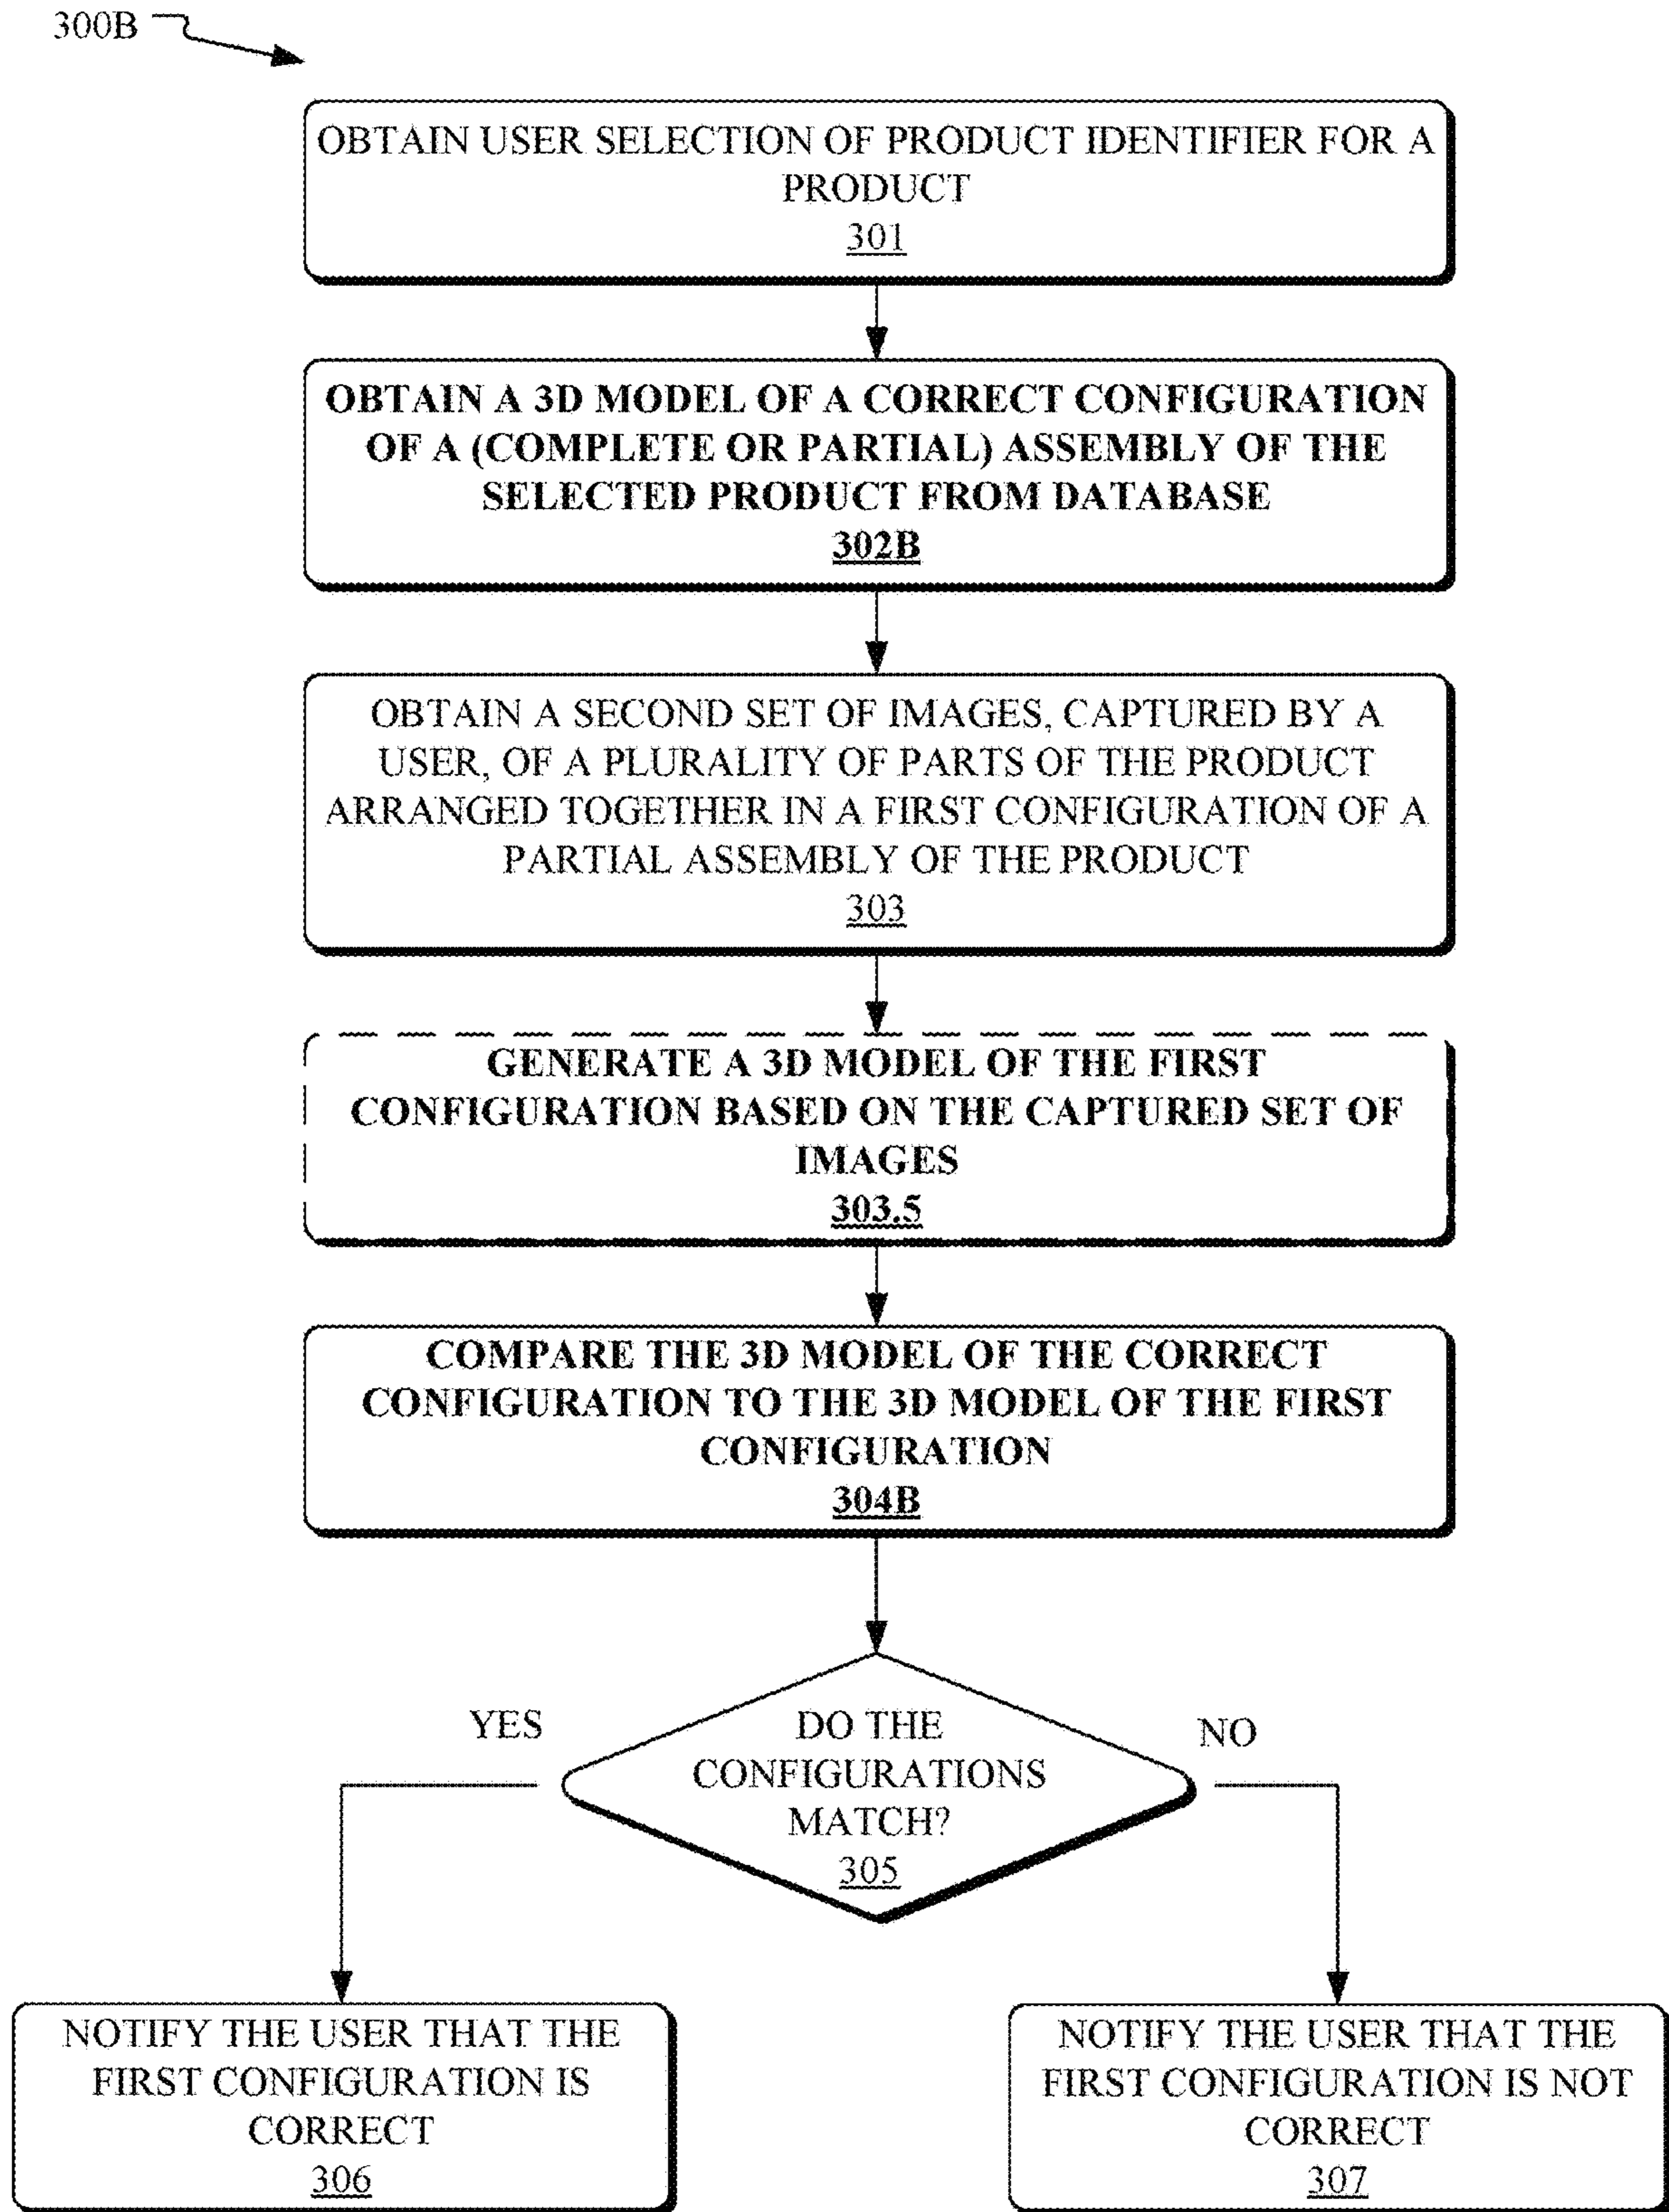 300B
OBTAIN USER SELECTION OF PRODUCT IDENTIFIER FOR A
PRODUCT
301
OBTAIN A 3D MODEL OF A CORRECT CONFIGURATION
OF A (COMPLETE OR PARTIAL) ASSEMBLY OF THE
SELECTED PRODUCT FROM DATABASE
302B
OBTAIN A SECOND SET OF IMAGES, CAPTURED BY A
USER, OF A PLURALITY OF PARTS OF THE PRODUCT
ARRANGED TOGETHER IN A FIRST CONFIGURATION OF A
PARTIAL ASSEMBLY OF THE PRODUCT
303
GENERATE A 3D MODEL OF THE FIRST
CONFIGURATION BASED ON THE CAPTURED SET OF
IMAGES
303.5
COMPARE THE 3D MODEL OF THE CORRECT
CONFIGURATION TO THE 3D MODEL OF THE FIRST
CONFIGURATION
304B
DO THE
CONFIGURATIONS
MATCH?
305
YES
NO
NOTIFY THE USER THAT THE
FIRST CONFIGURATION IS
CORRECT
306
NOTIFY THE USER THAT THE
FIRST CONFIGURATION IS NOT
CORRECT
307